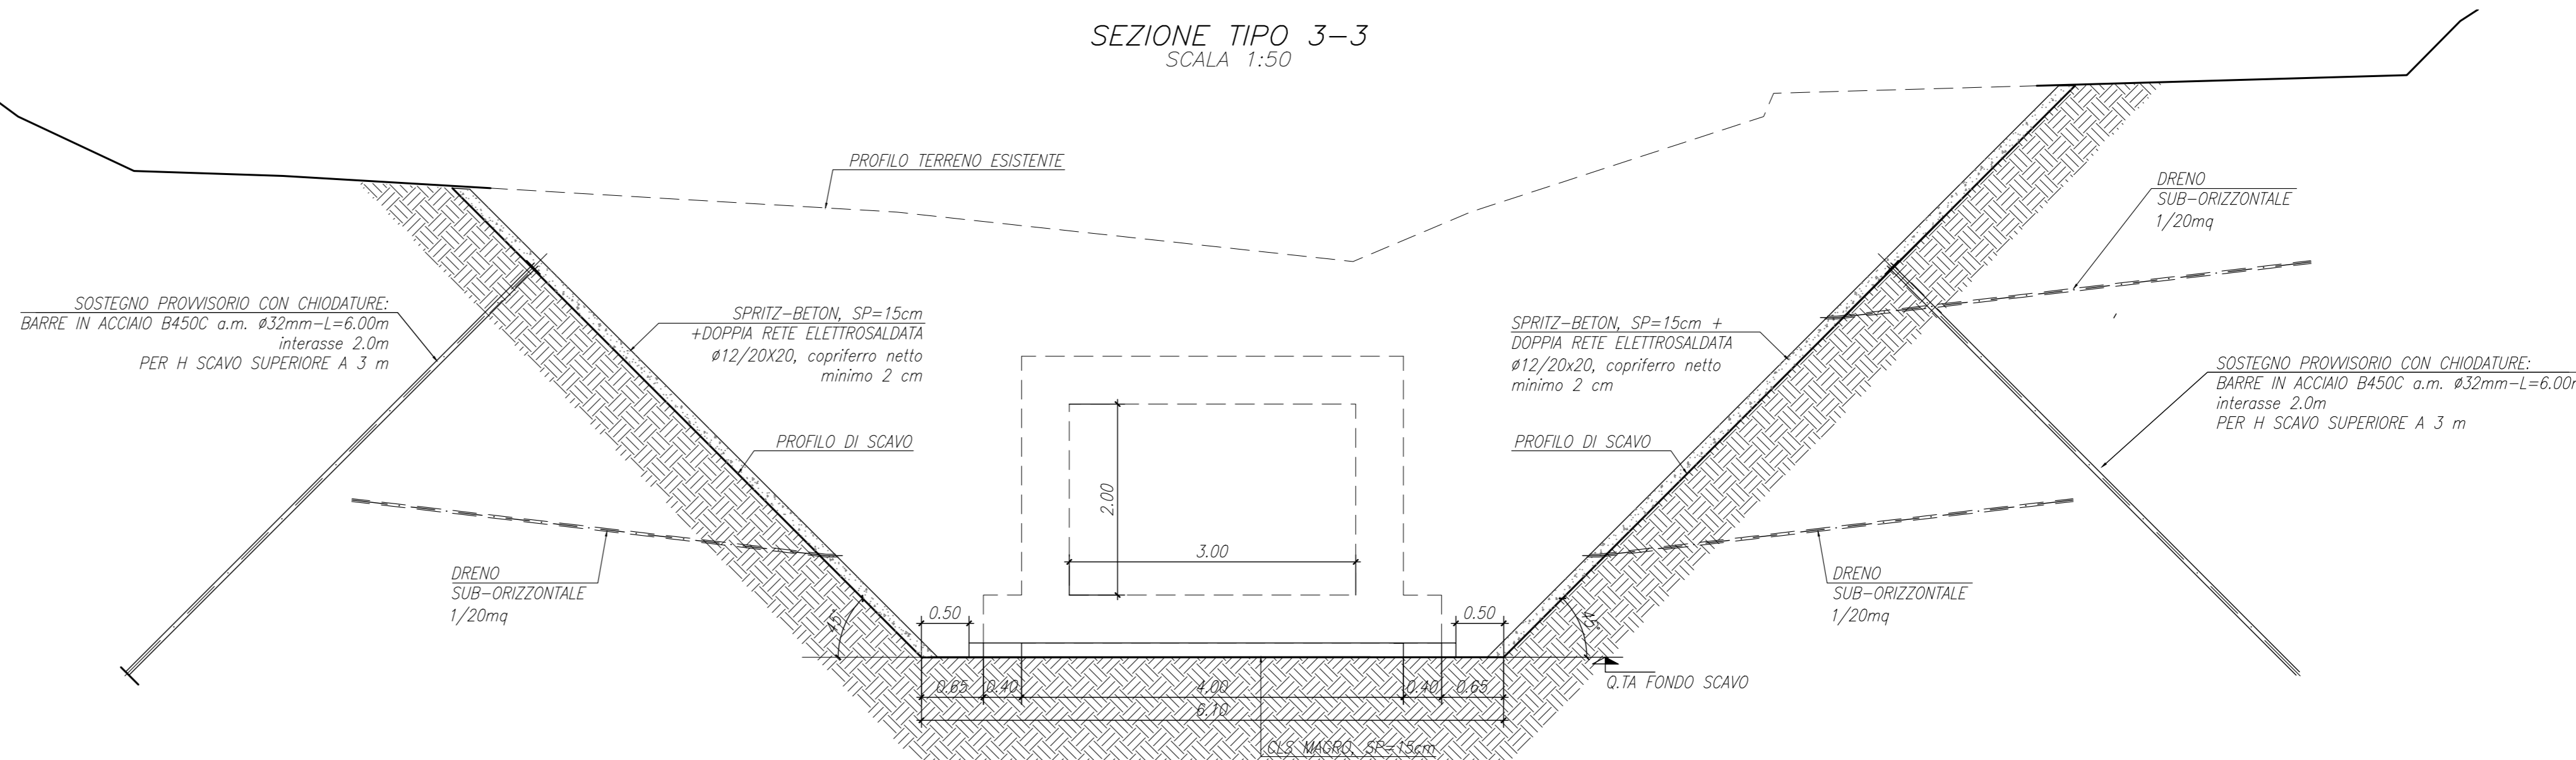 SEZIONE TIPO 3-3
SCALA 1:50
PROFILO TERRENO ESISTENTE
DRENO
SUB-ORIZZONTALE
1/20mq
SOSTEGNO PROVVISORIO CON CHIODATURE:
BARRE IN ACCIAIO B450C a.m. ø32mm-L=6.00m
interasse 2.0m
PER H SCAVO SUPERIORE A 3 m
SPRITZ-BETON, SP=15cm
+DOPPIA RETE ELETTROSALDATA
ø12/20X20, copriferro netto
minimo 2 cm
SPRITZ-BETON, SP=15cm +
DOPPIA RETE ELETTROSALDATA
ø12/20x20, copriferro netto
minimo 2 cm
SOSTEGNO PROVVISORIO CON CHIODATURE:
BARRE IN ACCIAIO B450C a.m. ø32mm-L=6.00m
interasse 2.0m
PER H SCAVO SUPERIORE A 3 m
PROFILO DI SCAVO
PROFILO DI SCAVO
2.00
3.00
DRENO
SUB-ORIZZONTALE
1/20mq
DRENO
SUB-ORIZZONTALE
1/20mq
45°
0.50
0.50
45°
0.65 0.40 4.00 0.40 0.65
6.10
Q.TA FONDO SCAVO
CLS MAGRO, SP=15cm